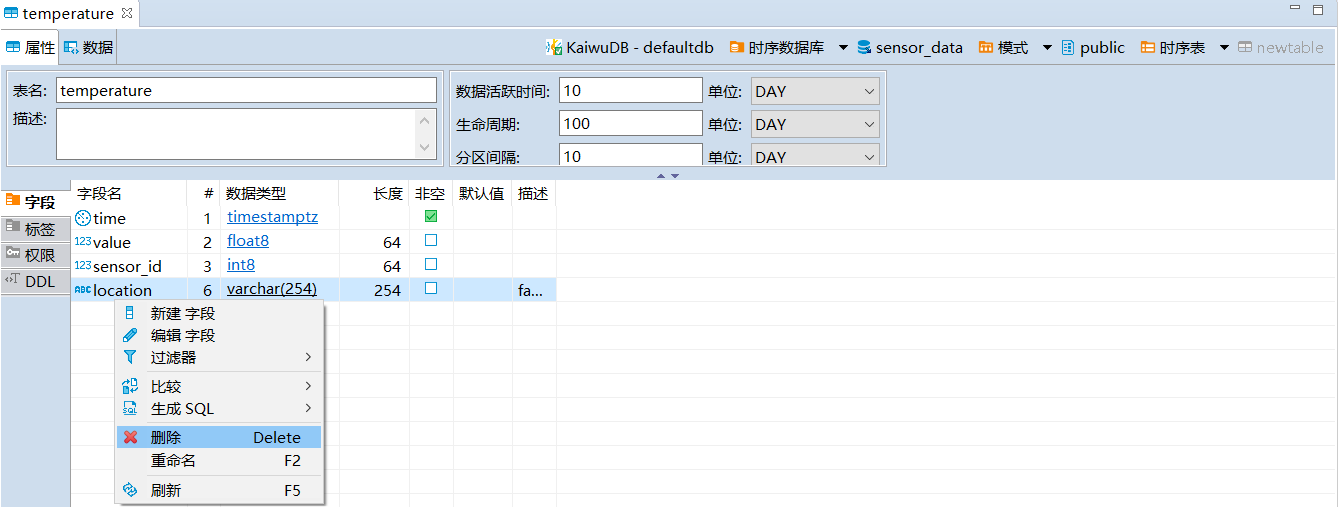 temperature
属性 数据 KaiwuDB - defaultdb 时序数据库 sensor_data 模式 public 时序表 newtable
表名: temperature
描述:
数据活跃时间: 10 单位: DAY
生命周期: 100 单位: DAY
分区间隔: 10 单位: DAY
字段
标签
权限
DDL
字段名 # 数据类型 长度 非空 默认值 描述
time 1 timestamptz
123 value 2 float8 64
123 sensor_id 3 int8 64
ABC location 6 varchar(254) 254 fa...
新建 字段
编辑 字段
过滤器
比较
生成 SQL
删除 Delete
重命名 F2
刷新 F5